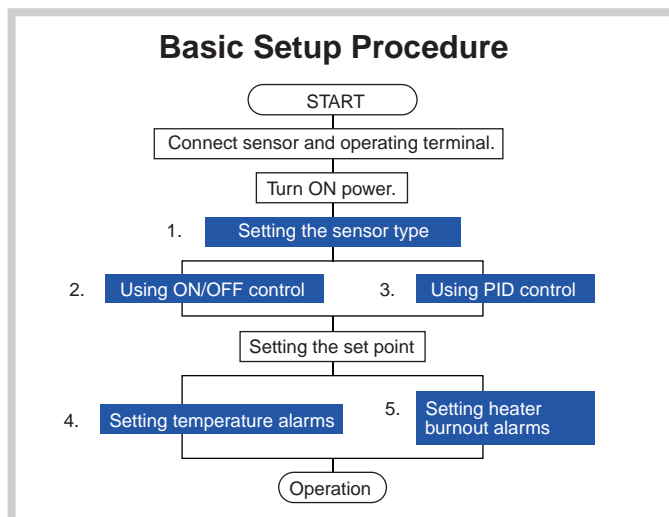 Basic Setup Procedure
START
Connect sensor and operating terminal.
Turn ON power.
1. Setting the sensor type
2. Using ON/OFF control
3. Using PID control
Setting the set point
4. Setting temperature alarms
5. Setting heater
burnout alarms
Operation